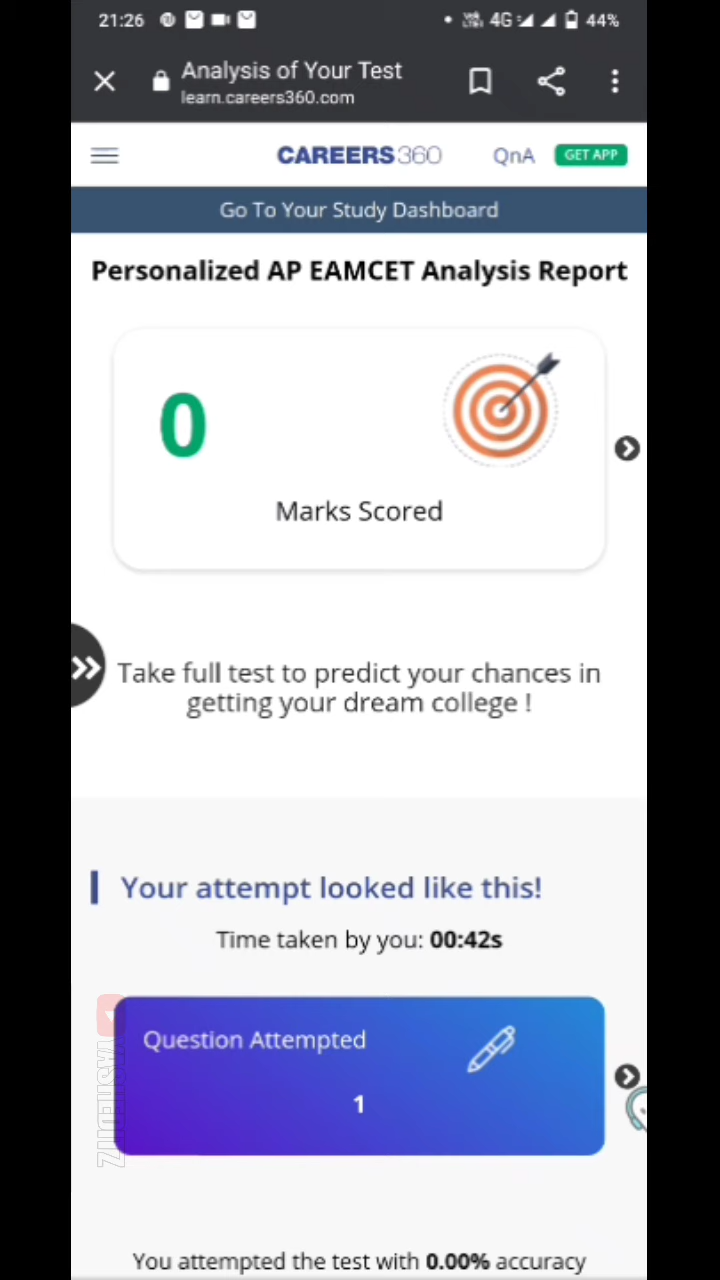 21:26
4G 44%
Analysis of Your Test
learn.careers360.com
CAREERS360 QnA GET APP
Go To Your Study Dashboard
Personalized AP EAMCET Analysis Report
0
Marks Scored
Take full test to predict your chances in
getting your dream college !
Your attempt looked like this!
Time taken by you: 00:42s
Question Attempted
1
You attempted the test with 0.00% accuracy